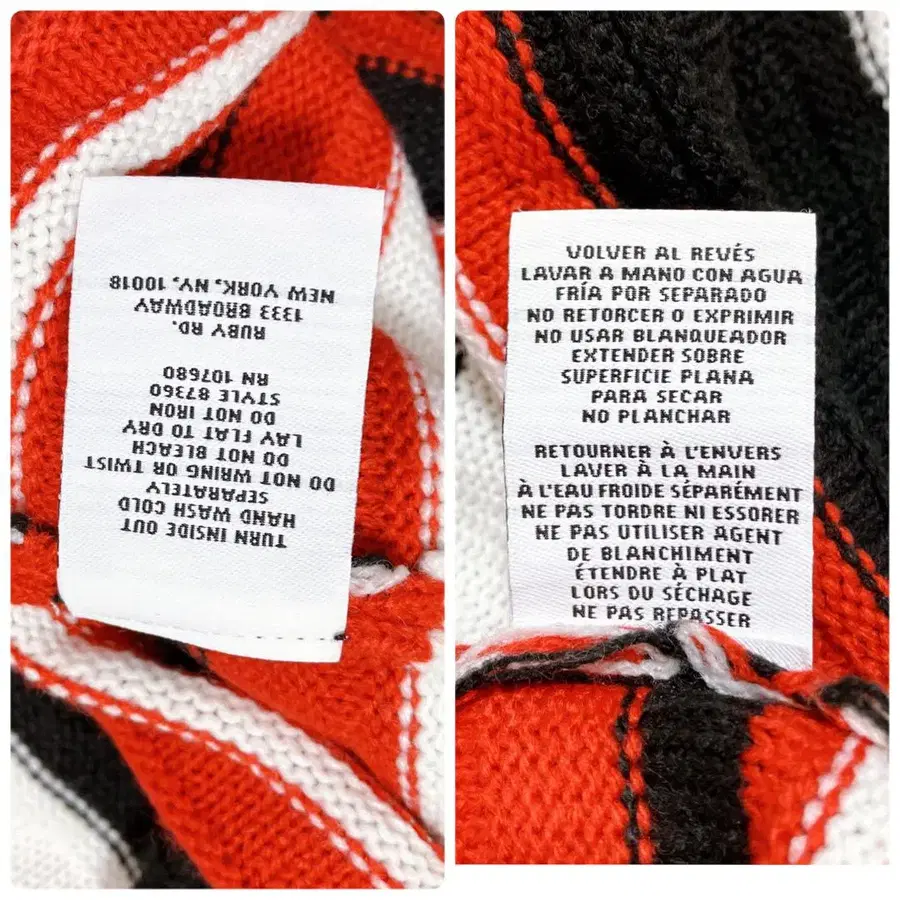 TURN INSIDE OUT
HAND WASH COLD
SEPARATELY
DO NOT WRING OR TWIST
DO NOT BLEACH
LAY FLAT TO DRY
DO NOT IRON
STYLE 87360
RN 107680
RUBY RD.
1333 BROADWAY
NEW YORK, NY, 10018
VOLVER AL REVÉS
LAVAR A MANO CON AGUA
FRÍA POR SEPARADO
NO RETORCER O EXPRIMIR
NO USAR BLANQUEADOR
EXTENDER SOBRE
SUPERFICIE PLANA
PARA SECAR
NO PLANCHAR
RETOURNER À L'ENVERS
LAVER À LA MAIN
À L'EAU FROIDE SÉPARÉMENT
NE PAS TORDRE NI ESSORER
NE PAS UTILISER AGENT
DE BLANCHIMENT
ÉTENDRE À PLAT
LORS DU SÉCHAGE
NE PAS REPASSER